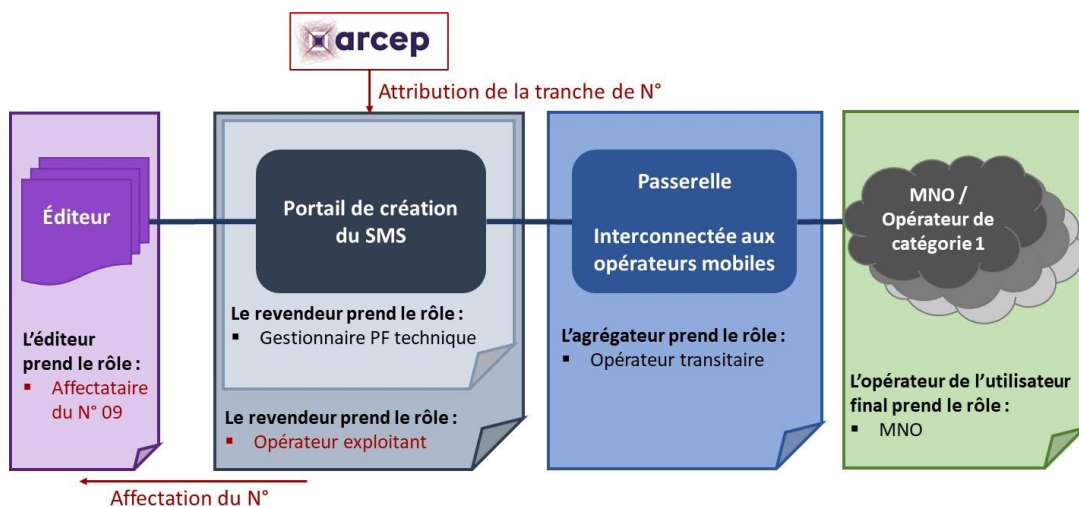 arcep
Attribution de la tranche de N°
Éditeur
L'éditeur
prend le rôle :
▪ Affectataire
du N° 09
Portail de création
du SMS
Le revendeur prend le rôle :
▪ Gestionnaire PF technique
Le revendeur prend le rôle :
▪ Opérateur exploitant
Passerelle
Interconnectée aux
opérateurs mobiles
L'agrégateur prend le rôle :
▪ Opérateur transitaire
MNO /
Opérateur de
catégorie 1
L'opérateur de l'utilisateur
final prend le rôle :
▪ MNO
Affectation du N°